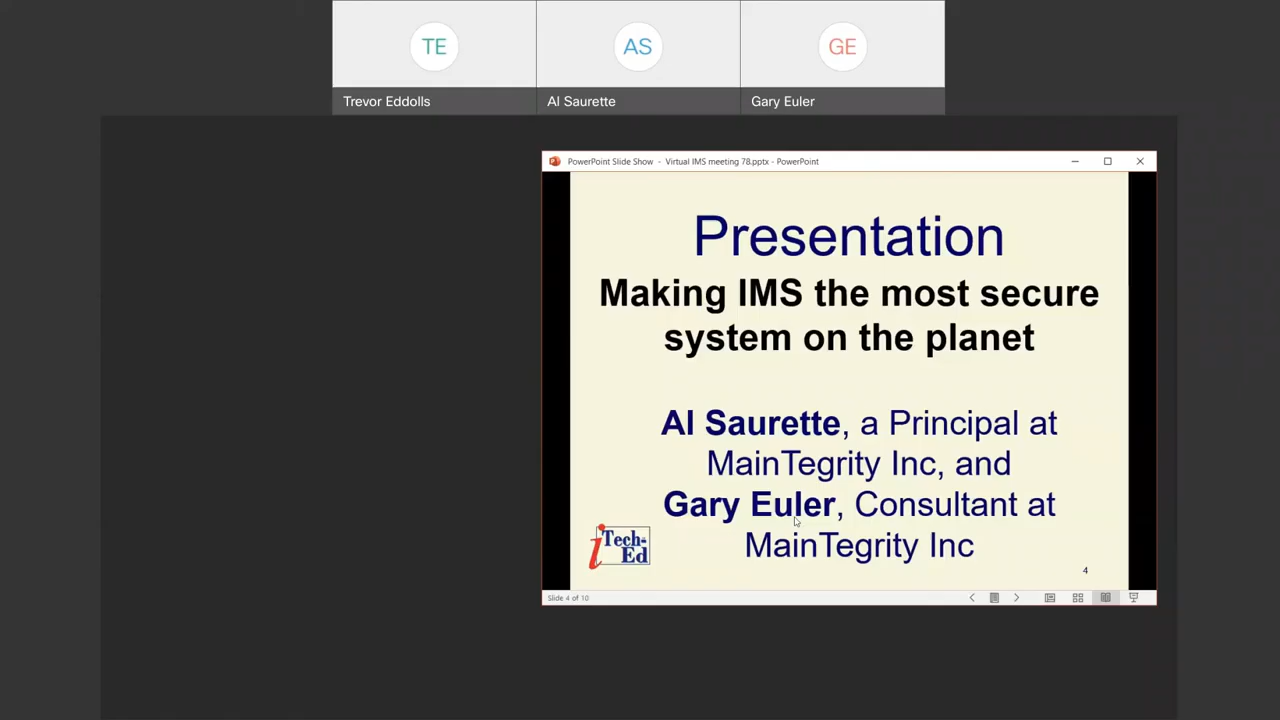 TE
AS
GE
Trevor Eddolls
Al Saurette
Gary Euler
PowerPoint Slide Show - Virtual IMS meeting 78.pptx - PowerPoint
Presentation
Making IMS the most secure
system on the planet
Al Saurette, a Principal at
MainTegrity Inc, and
Gary Euler, Consultant at
MainTegrity Inc
iTech-
Ed
4
Slide 4 of 10